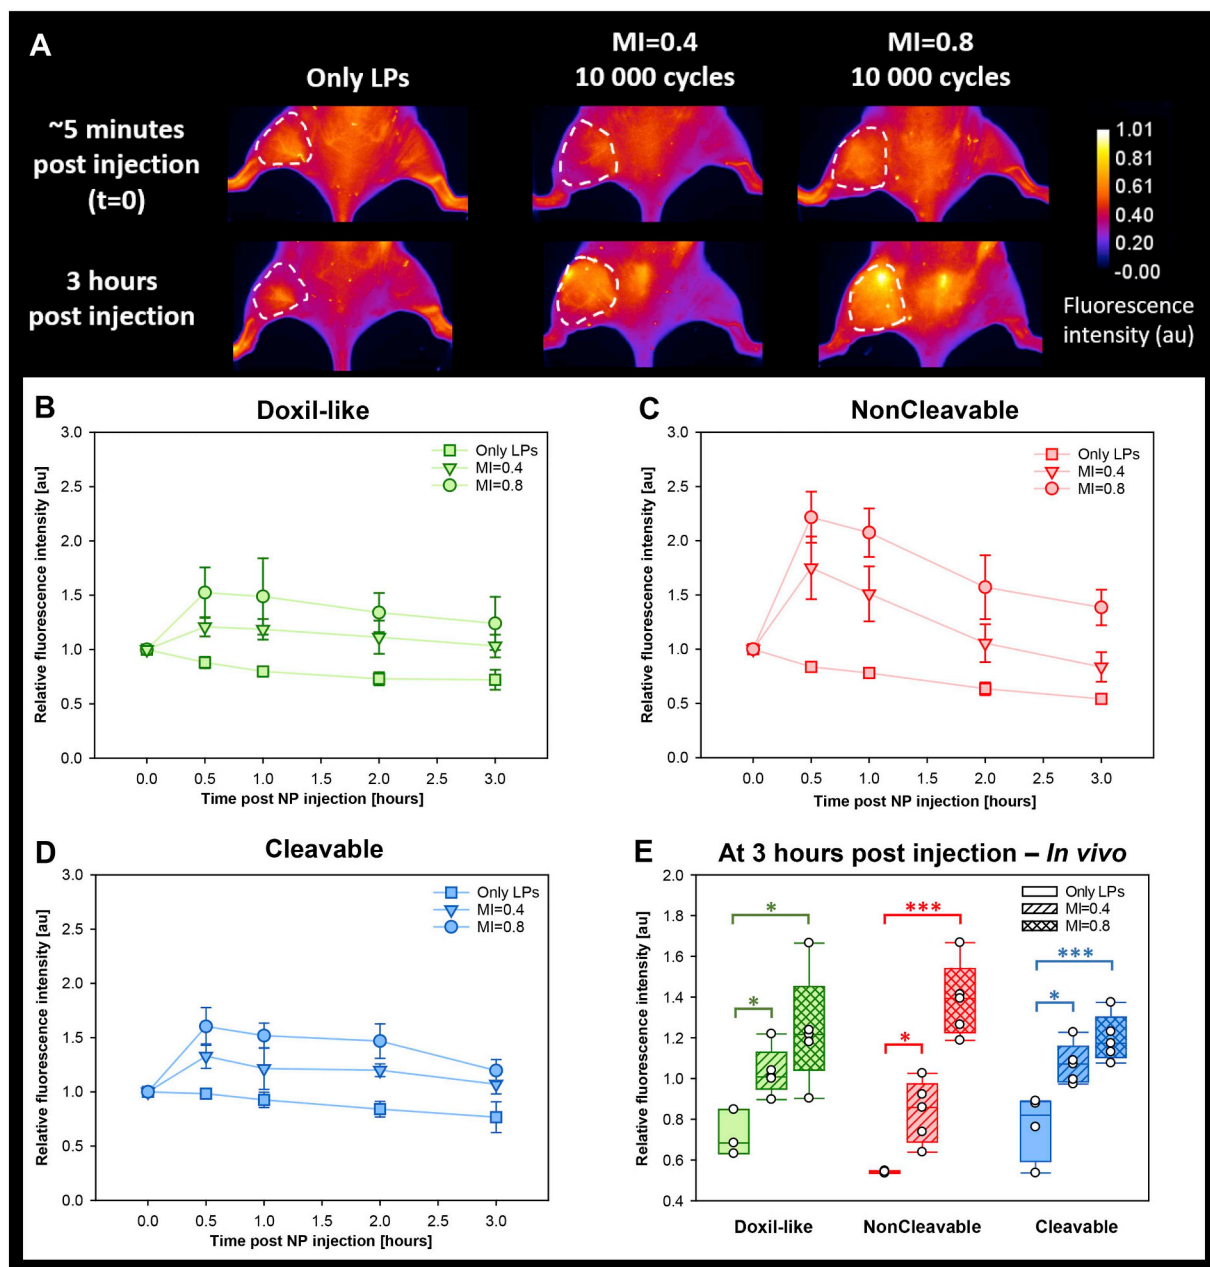 A
Only LPs
MI=0.4
10 000 cycles
MI=0.8
10 000 cycles
~5 minutes
post injection
(t=0)
3 hours
post injection
1.01
0.81
0.61
0.40
0.20
-0.00
Fluorescence
intensity (au)
B
Doxil-like
Relative fluorescence intensity [au]
3.0
2.5
2.0
1.5
1.0
0.5
0.0
Only LPs
MI=0.4
MI=0.8
0.0 0.5 1.0 1.5 2.0 2.5 3.0
Time post NP injection [hours]
C
NonCleavable
Relative fluorescence intensity [au]
3.0
2.5
2.0
1.5
1.0
0.5
0.0
Only LPs
MI=0.4
MI=0.8
0.0 0.5 1.0 1.5 2.0 2.5 3.0
Time post NP injection [hours]
D
Cleavable
Relative fluorescence intensity [au]
3.0
2.5
2.0
1.5
1.0
0.5
0.0
Only LPs
MI=0.4
MI=0.8
0.0 0.5 1.0 1.5 2.0 2.5 3.0
Time post NP injection [hours]
E
At 3 hours post injection – In vivo
Relative fluorescence intensity [au]
2.0
1.8
1.6
1.4
1.2
1.0
0.8
0.6
0.4
Only LPs
MI=0.4
MI=0.8
*
*
***
*
***
*
Doxil-like NonCleavable Cleavable